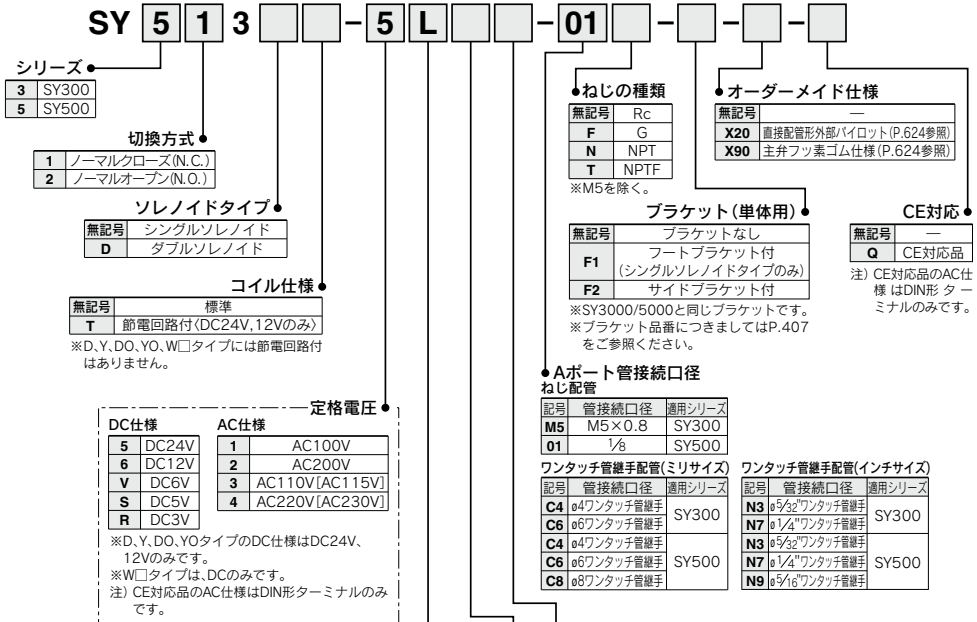 SY 5 1 3 □ □ - 5 L □ □ - 01 □ - □ - □ - □
シリーズ
3 SY300
5 SY500
切換方式
1 ノーマルクローズ(N.C.)
2 ノーマルオープン(N.O.)
ソレノイドタイプ
無記号 シングルソレノイド
D ダブルソレノイド
コイル仕様
無記号 標準
T 節電回路付〈DC24V,12Vのみ〉
※D、Y、DO、YO、W□タイプには節電回路付
はありません。
定格電圧
DC仕様
5 DC24V
6 DC12V
V DC6V
S DC5V
R DC3V
AC仕様
1 AC100V
2 AC200V
3 AC110V[AC115V]
4 AC220V[AC230V]
※D、Y、DO、YOタイプのDC仕様はDC24V、
12Vのみです。
※W□タイプは、DCのみです。
注) CE対応品のAC仕様はDIN形ターミナルのみ
です。
ねじの種類
無記号 Rc
F G
N NPT
T NPTF
※M5を除く。
オーダーメイド仕様
無記号 ―
X20 直接配管形外部パイロット(P.624参照)
X90 主弁フッ素ゴム仕様(P.624参照)
ブラケット(単体用)
無記号 ブラケットなし
F1 フートブラケット付
(シングルソレノイドタイプのみ)
F2 サイドブラケット付
※SY3000/5000と同じブラケットです。
※ブラケット品番につきましてはP.407
をご参照ください。
CE対応
無記号 ―
Q CE対応品
注) CE対応品のAC仕
様はDIN形ター
ミナルのみです。
Aポート管接続口径
ねじ配管
記号 管接続口径 適用シリーズ
M5 M5×0.8 SY300
01 1/8 SY500
ワンタッチ管継手配管(ミリサイズ)
記号 管接続口径 適用シリーズ
C4 ø4ワンタッチ管継手 SY300
C6 ø6ワンタッチ管継手
C4 ø4ワンタッチ管継手
C6 ø6ワンタッチ管継手 SY500
C8 ø8ワンタッチ管継手
ワンタッチ管継手配管(インチサイズ)
記号 管接続口径 適用シリーズ
N3 ø5/32"ワンタッチ管継手 SY300
N7 ø1/4"ワンタッチ管継手
N3 ø5/32"ワンタッチ管継手
N7 ø1/4"ワンタッチ管継手 SY500
N9 ø5/16"ワンタッチ管継手